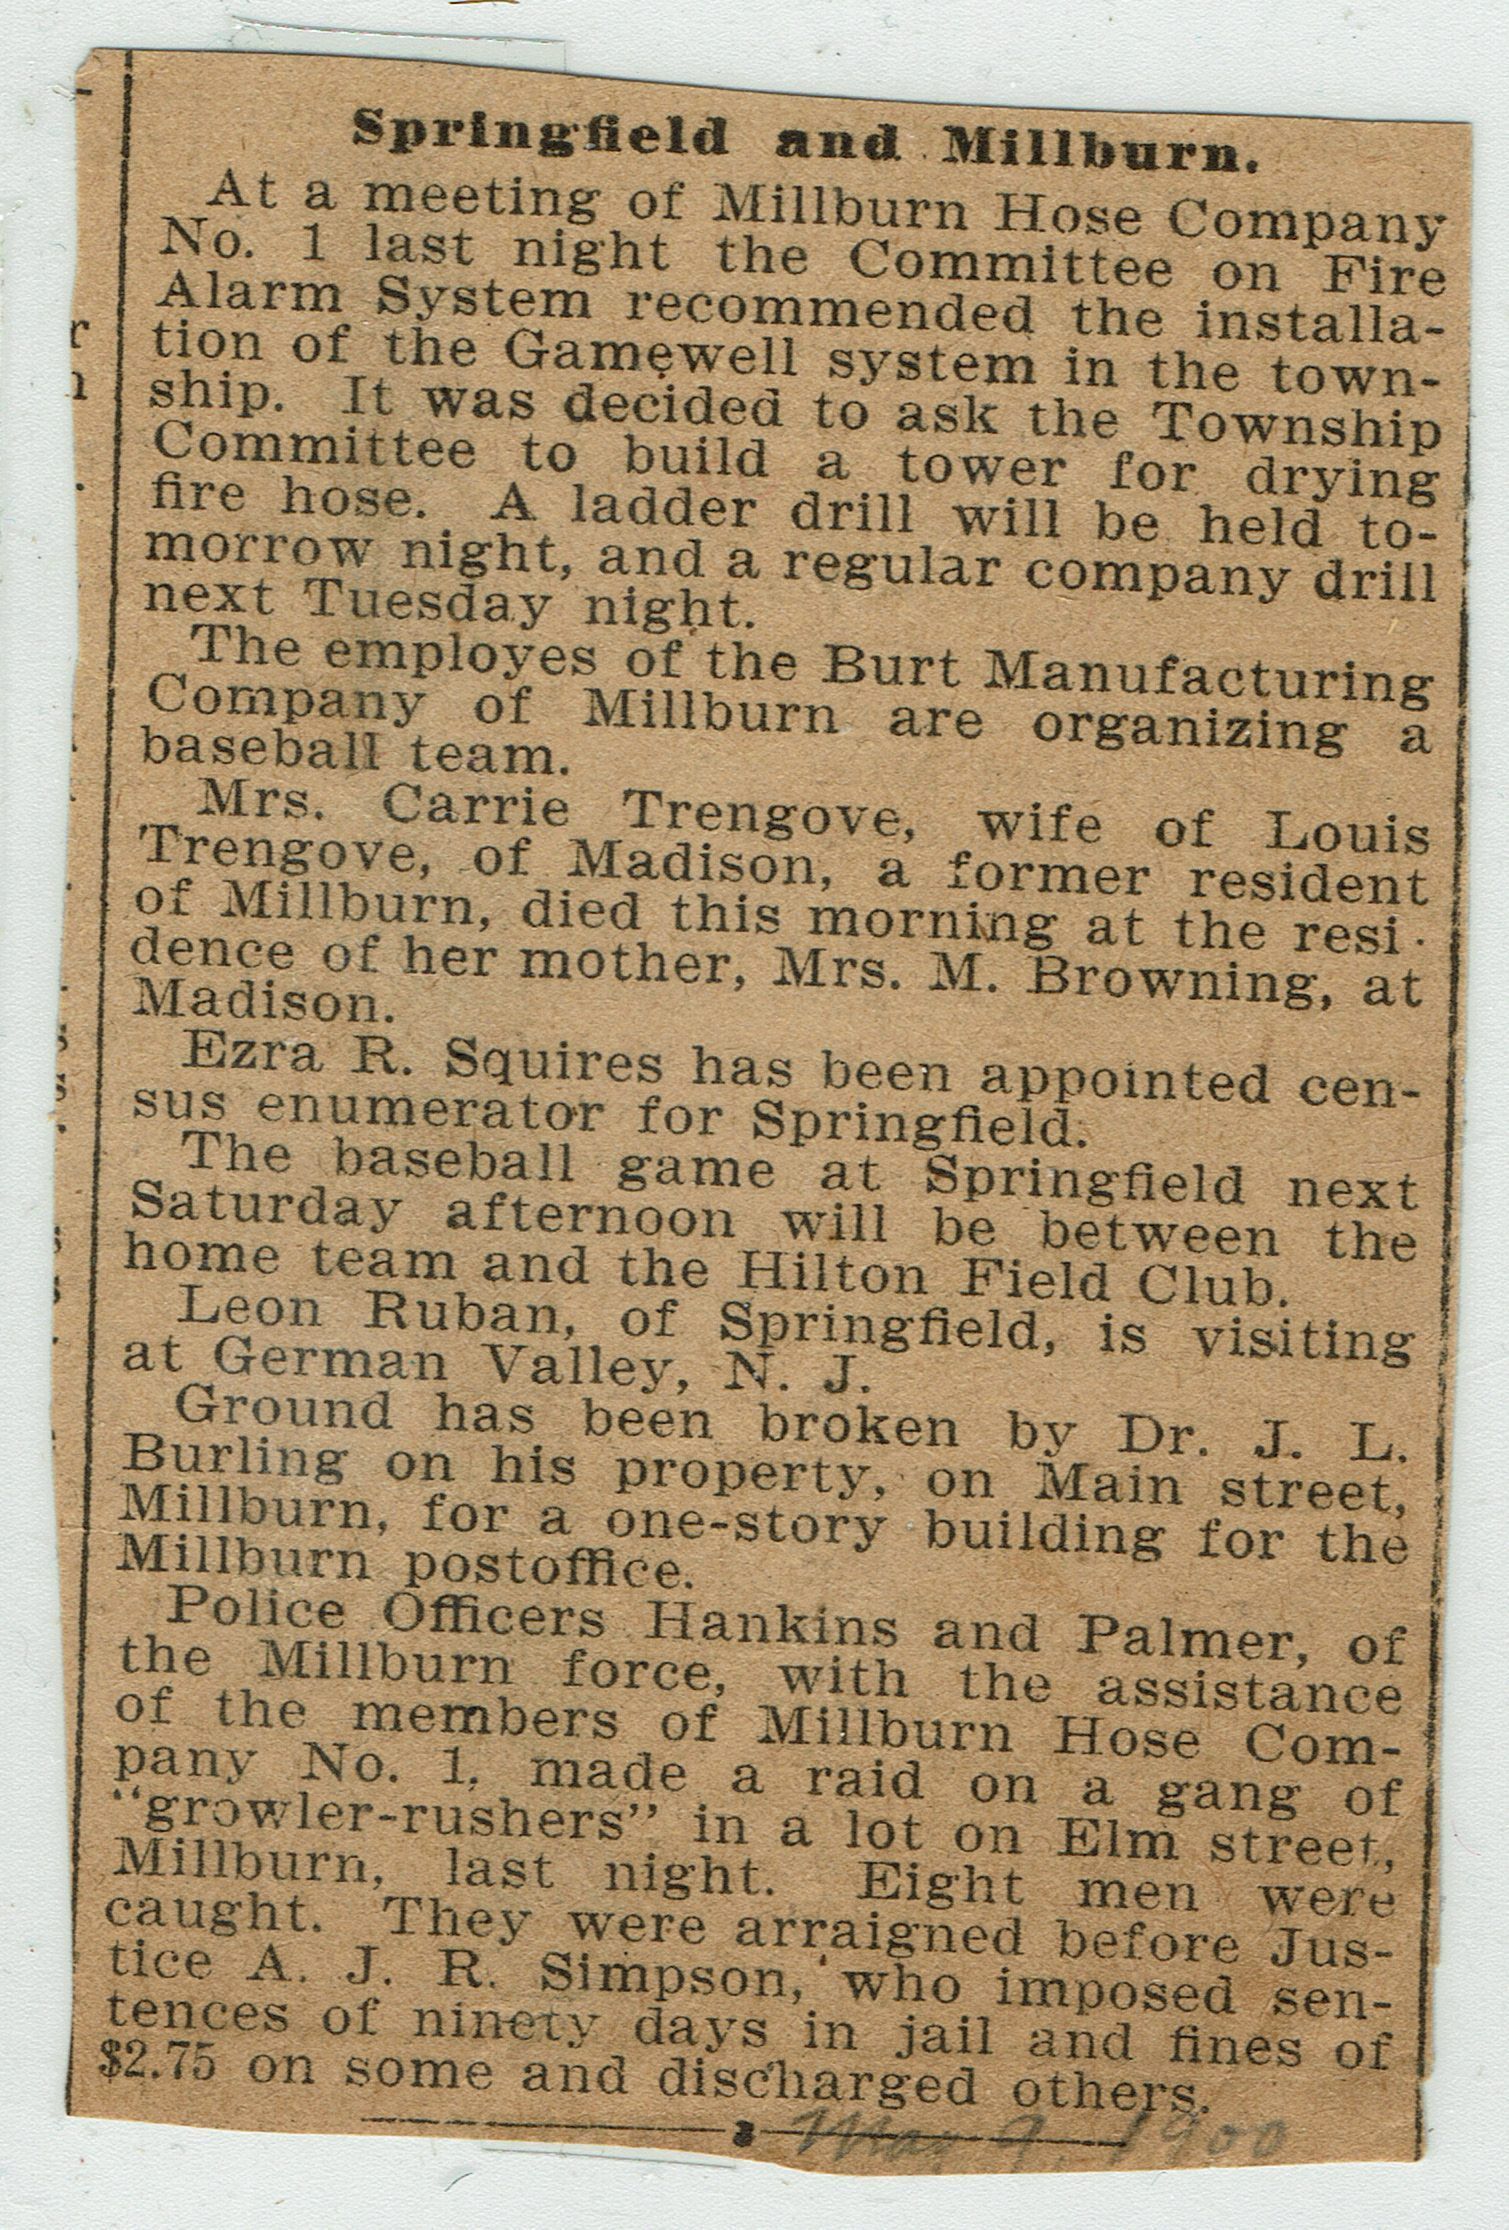 Springfield and Millburn.
At a meeting of Millburn Hose Company
No. 1 last night the Committee on Fire
Alarm System recommended the installa-
tion of the Gamewell system in the town-
ship. It was decided to ask the Township
Committee to build a tower for drying
fire hose. A ladder drill will be held to-
morrow night, and a regular company drill
next Tuesday night.
The employes of the Burt Manufacturing
Company of Millburn are organizing a
baseball team.
Mrs. Carrie Trengove, wife of Louis
Trengove, of Madison, a former resident
of Millburn, died this morning at the resi-
dence of her mother, Mrs. M. Browning, at
Madison.
Ezra R. Squires has been appointed cen-
sus enumerator for Springfield.
The baseball game at Springfield next
Saturday afternoon will be between the
home team and the Hilton Field Club.
Leon Ruban, of Springfield, is visiting
at German Valley, N. J.
Ground has been broken by Dr. J. L.
Burling on his property, on Main street,
Millburn, for a one-story building for the
Millburn postoffice.
Police Officers Hankins and Palmer, of
the Millburn force, with the assistance
of the members of Millburn Hose Com-
pany No. 1, made a raid on a gang of
"growler-rushers" in a lot on Elm street,
Millburn, last night. Eight men were
caught. They were arraigned before Jus-
tice A. J. R. Simpson, who imposed sen-
tences of ninety days in jail and fines of
$2.75 on some and discharged others.
9, 1900